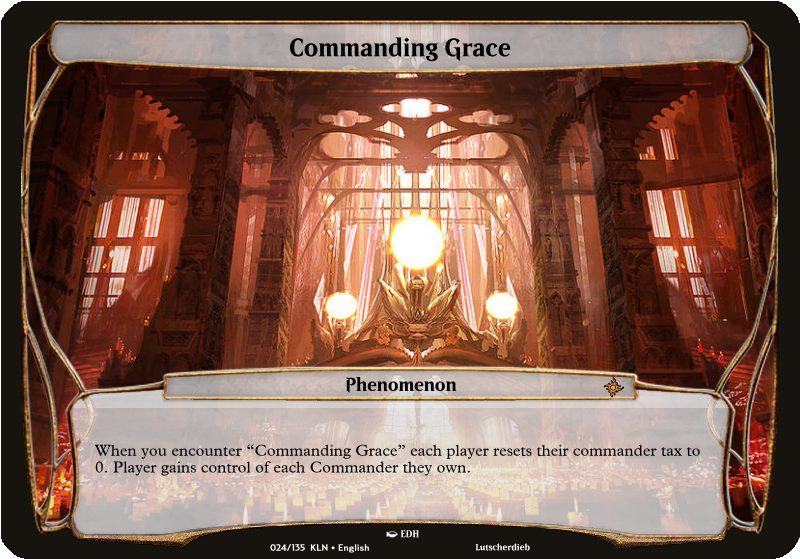 Commanding Grace
Phenomenon
When you encounter “Commanding Grace” each player resets their commander tax to
0. Player gains control of each Commander they own.
EDH
024/135 KLN • English
Lutscherdieb